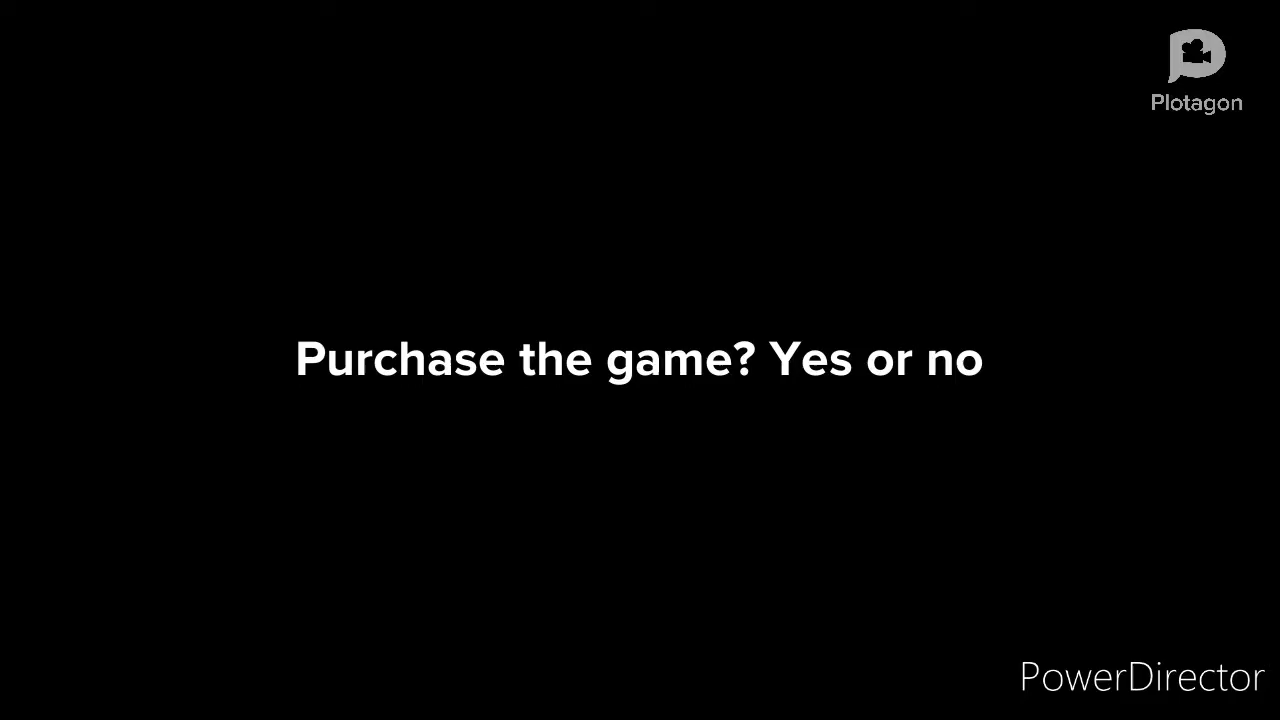 Plotagon
Purchase the game? Yes or no
PowerDirector